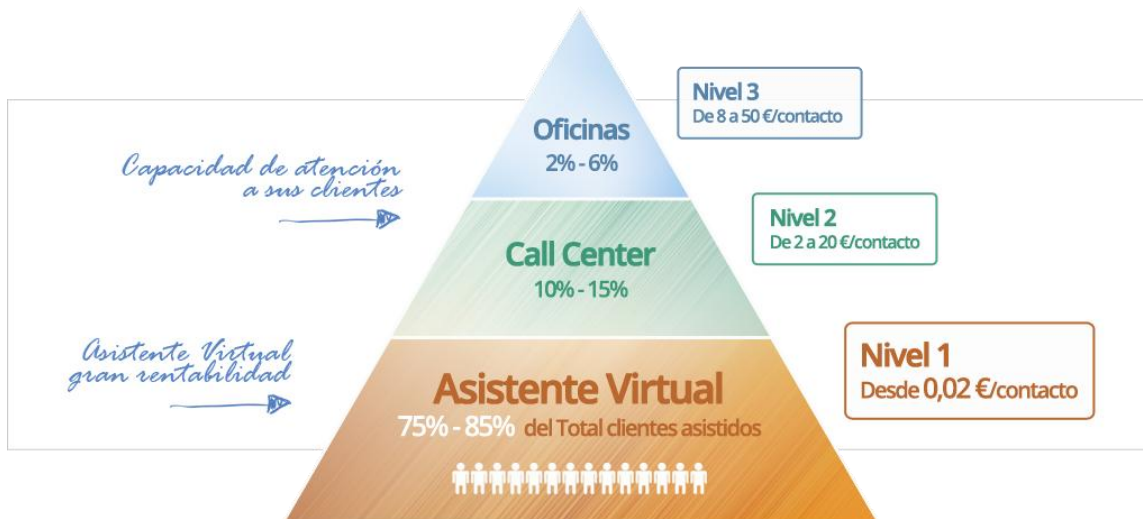 Nivel 3
De 8 a 50 €/contacto
Oficinas
2% - 6%
Capacidad de atención
a sus clientes
Nivel 2
De 2 a 20 €/contacto
Call Center
10% - 15%
Asistente Virtual
gran rentabilidad
Nivel 1
Desde 0,02 €/contacto
Asistente Virtual
75% - 85% del Total clientes asistidos